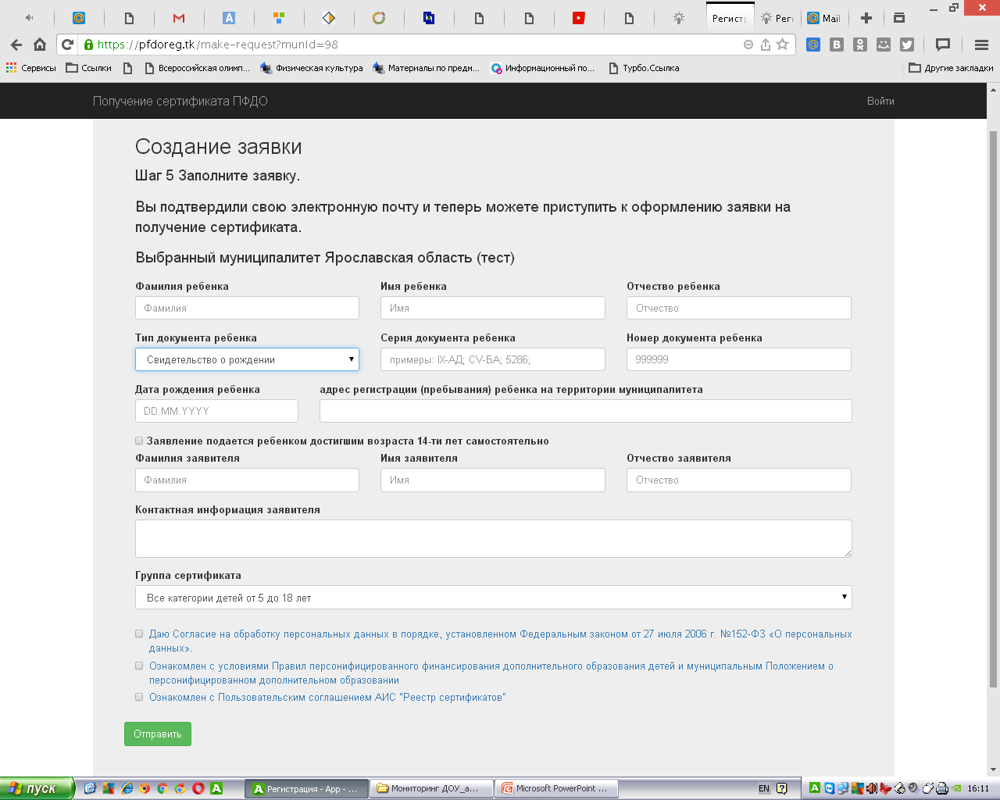 Регистр
Реги
Mail
https://pfdoreg.tk/make-request?munId=98
Сервисы
Ссылки
Всероссийская олимп...
Физическая культура
Материалы по предм...
Информационный по...
Турбо.Ссылка
Другие закладки
Получение сертификата ПФДО
Войти
Создание заявки
Шаг 5 Заполните заявку.
Вы подтвердили свою электронную почту и теперь можете приступить к оформлению заявки на
получение сертификата.
Выбранный муниципалитет Ярославская область (тест)
Фамилия ребенка
Имя ребенка
Отчество ребенка
Фамилия
Имя
Отчество
Тип документа ребенка
Серия документа ребенка
Номер документа ребенка
Свидетельство о рождении
примеры: IX-АД; CV-БА; 5286;
999999
Дата рождения ребенка
адрес регистрации (пребывания) ребенка на территории муниципалитета
DD.MM.YYYY
Заявление подается ребенком достигшим возраста 14-ти лет самостоятельно
Фамилия заявителя
Имя заявителя
Отчество заявителя
Фамилия
Имя
Отчество
Контактная информация заявителя
Группа сертификата
Все категории детей от 5 до 18 лет
Даю Согласие на обработку персональных данных в порядке, установленном Федеральным законом от 27 июля 2006 г. №152-ФЗ «О персональных
данных».
Ознакомлен с условиями Правил персонифицированного финансирования дополнительного образования детей и муниципальным Положением о
персонифицированном дополнительном образовании
Ознакомлен с Пользовательским соглашением АИС "Реестр сертификатов"
Отправить
пуск
Регистрация - App - ...
Мониторинг ДОУ_а...
Microsoft PowerPoint ...
EN
16:11